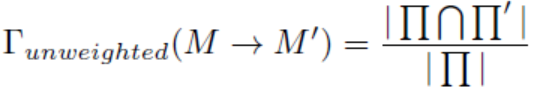 Γ_{unweighted}(M → M′) = |∏ ⋂ ∏′| / |∏|